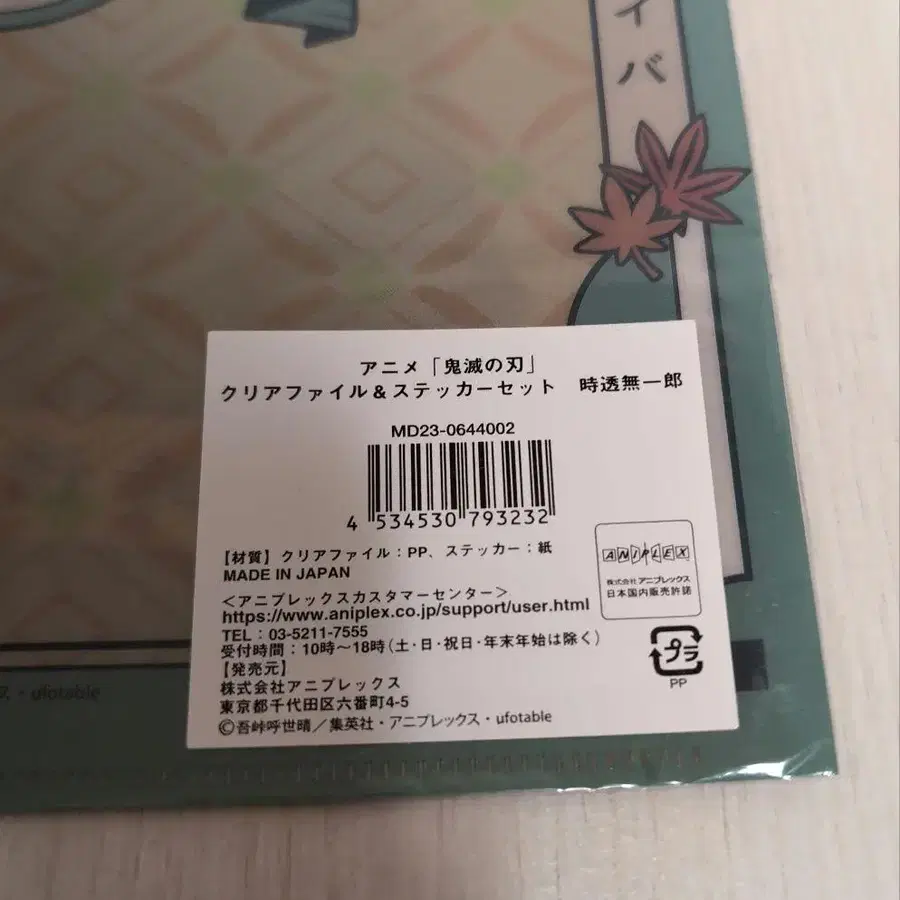 イバ
アニメ「鬼滅の刃」
クリアファイル&ステッカーセット 時透無一郎
MD23-0644002
4 534530 793232
【材質】クリアファイル:PP、ステッカー:紙
MADE IN JAPAN
<アニプレックスカスタマーセンター>
https://www.aniplex.co.jp/support/user.html
TEL:03-5211-7555
受付時間:10時〜18時(土・日・祝日・年末年始は除く)
【発売元】
株式会社アニプレックス
東京都千代田区六番町4-5
©吾峠呼世晴/集英社・アニプレックス・ufotable
ANIPLEX
株式会社アニプレックス
日本国内販売許諾
プラ
PP
ス・ufotable